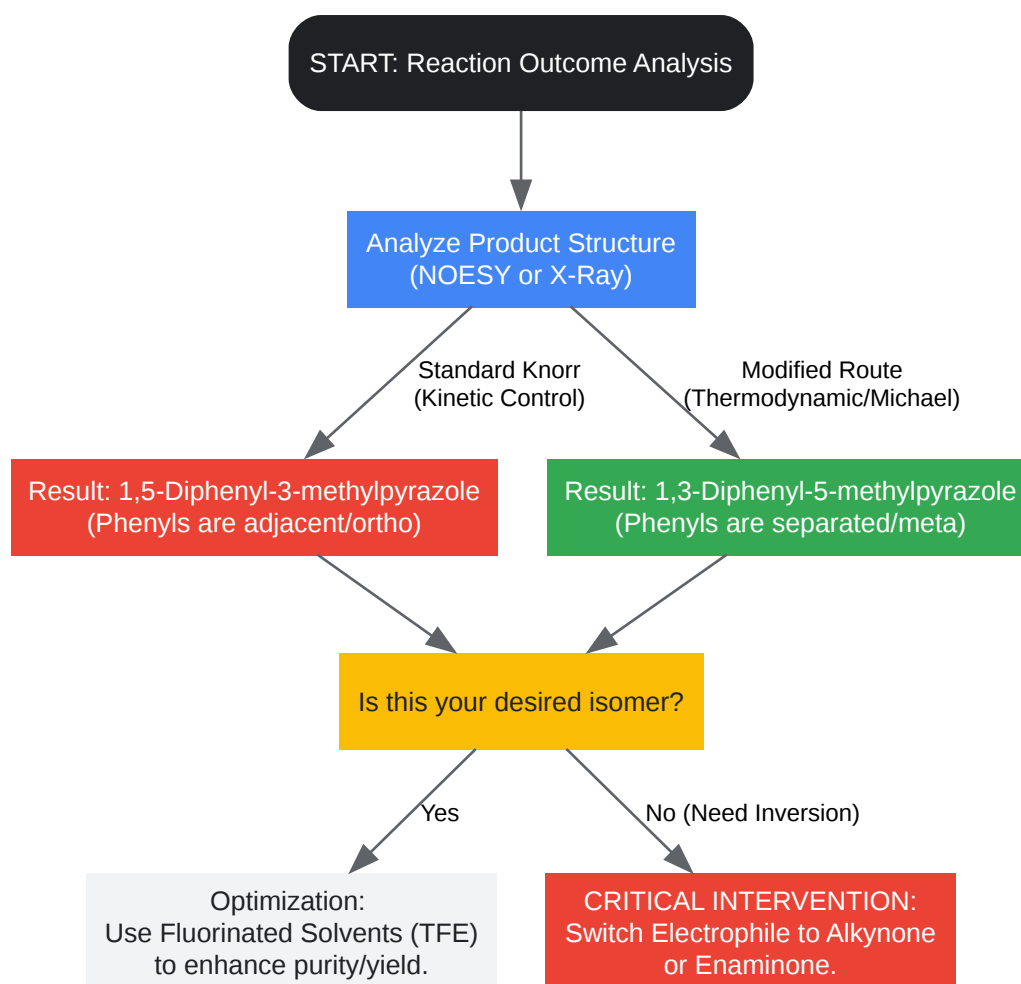 START: Reaction Outcome Analysis
Analyze Product Structure
(NOESY or X-Ray)
Standard Knorr
(Kinetic Control)
Modified Route
(Thermodynamic/Michael)
Result: 1,5-Diphenyl-3-methylpyrazole
(Phenyls are adjacent/ortho)
Result: 1,3-Diphenyl-5-methylpyrazole
(Phenyls are separated/meta)
Is this your desired isomer?
Yes
No (Need Inversion)
Optimization:
Use Fluorinated Solvents (TFE)
to enhance purity/yield.
CRITICAL INTERVENTION:
Switch Electrophile to Alkynone
or Enaminone.